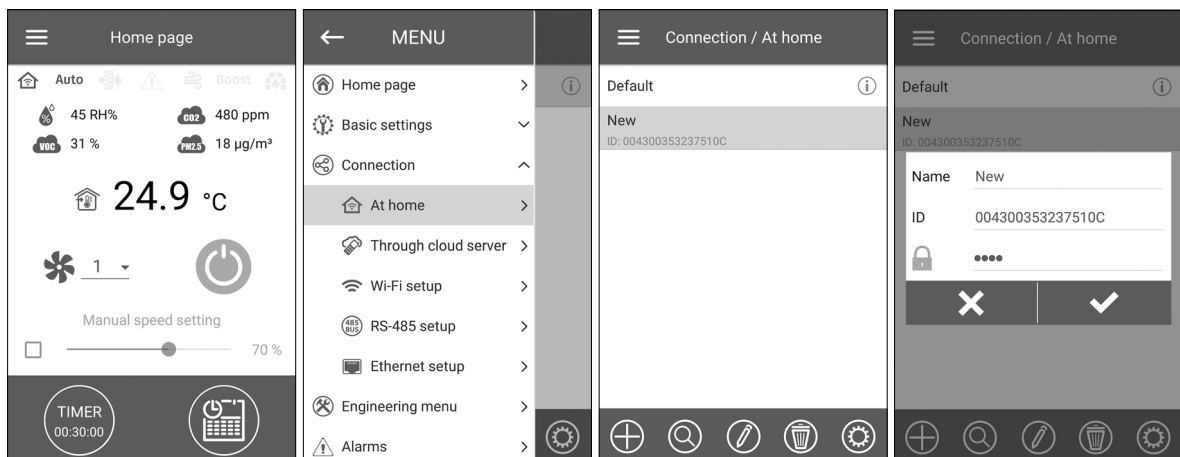 Home page
Auto Boost
45 RH% CO2 480 ppm
VOC 31 % PM2.5 18 µg/m³
24.9 °C
1
Manual speed setting
70 %
TIMER
00:30:00
MENU
Home page
Basic settings
Connection
At home
Through cloud server
Wi-Fi setup
485 BUS RS-485 setup
Ethernet setup
Engineering menu
Alarms
Connection / At home
Default
New
ID: 004300353237510C
Connection / At home
Default
New
ID: 004300353237510C
Name New
ID 004300353237510C